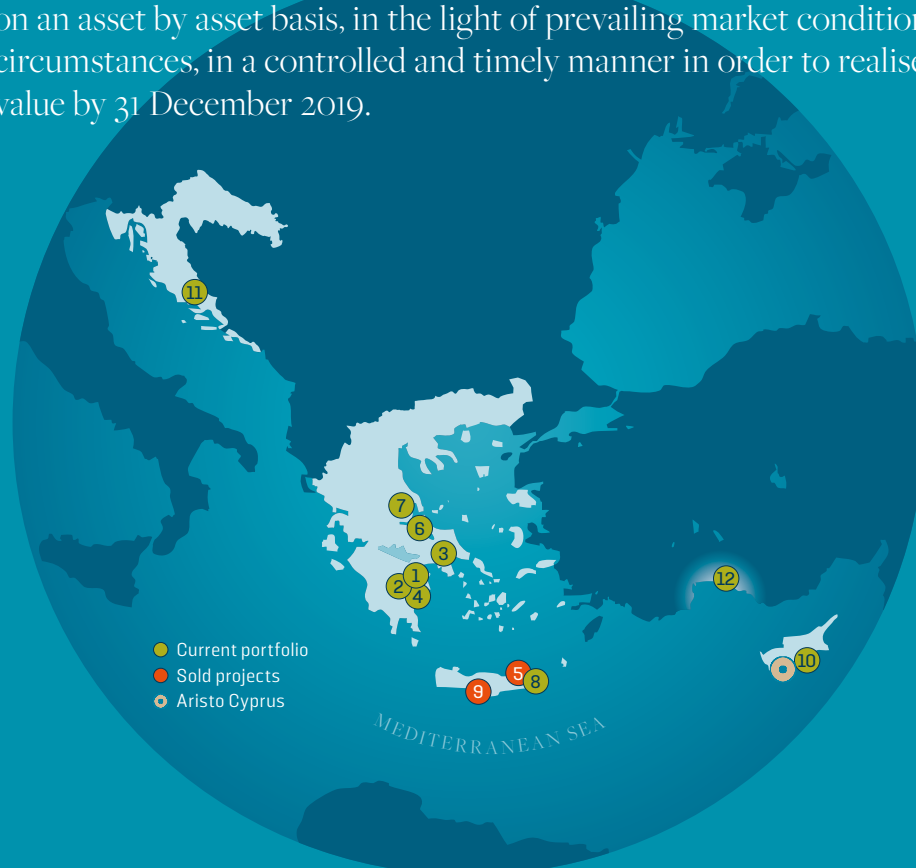 on an asset by asset basis, in the light of prevailing market condition
circumstances, in a controlled and timely manner in order to realise
value by 31 December 2019.
11
7
6
3
1
2
4
12
10
5
8
9
Current portfolio
Sold projects
Aristo Cyprus
MEDITERRANEAN SEA